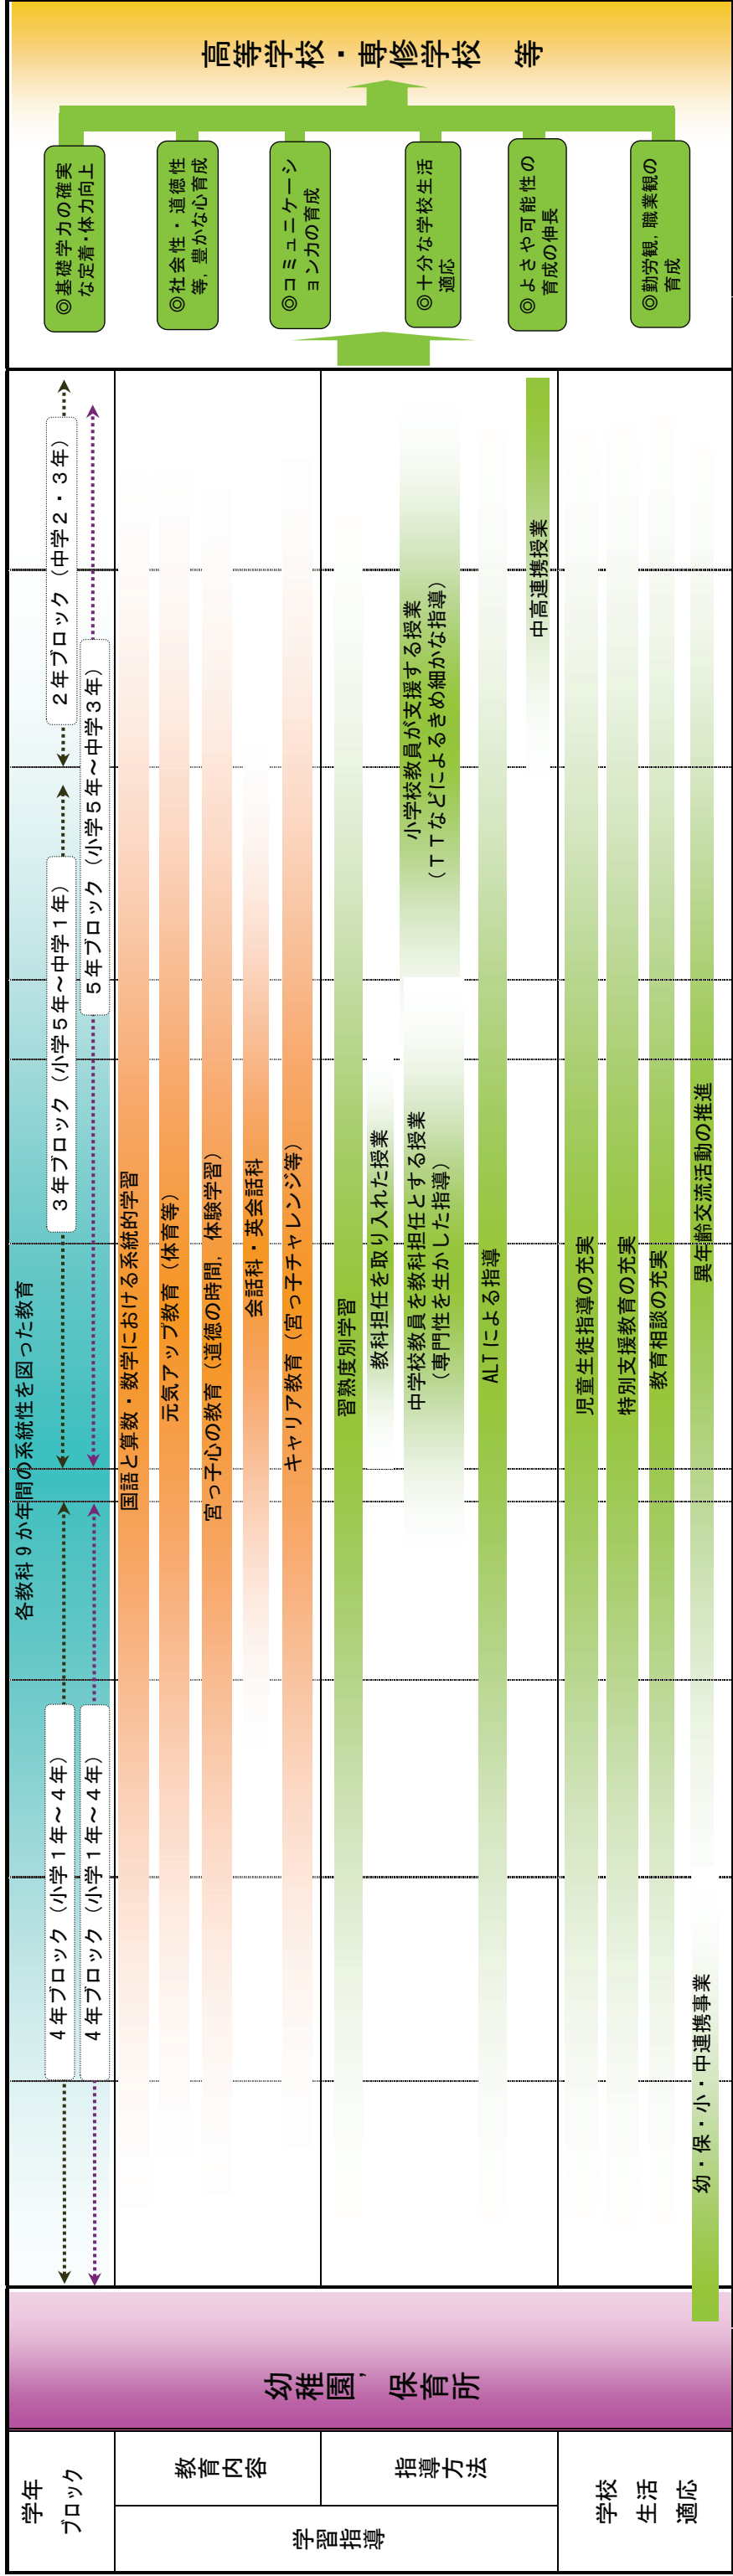 学年
ブロック
学習指導
教育内容
指導方法
学校
生活
適応
幼稚園，保育所
各教科９か年間の系統性を図った教育
４年ブロック（小学１年～４年）
３年ブロック（小学５年～中学１年）
２年ブロック（中学２・３年）
４年ブロック（小学１年～４年）
５年ブロック（小学５年～中学３年）
国語と算数・数学における系統的学習
元気アップ教育（体育等）
宮っ子心の教育（道徳の時間，体験学習）
会話科・英会話科
キャリア教育（宮っ子チャレンジ等）
習熟度別学習
教科担任を取り入れた授業
中学校教員を教科担任とする授業
（専門性を生かした指導）
小学校教員が支援する授業
（ＴＴなどによるきめ細かな指導）
ALTによる指導
中高連携授業
児童生徒指導の充実
特別支援教育の充実
教育相談の充実
異年齢交流活動の推進
幼・保・小・中連携事業
◎基礎学力の確実
な定着・体力向上
◎社会性・道徳性
等，豊かな心育成
◎コミュニケーシ
ョン力の育成
◎十分な学校生活
適応
◎よさや可能性の
育成の伸長
◎勤労観，職業観の
育成
高等学校・専修学校　等